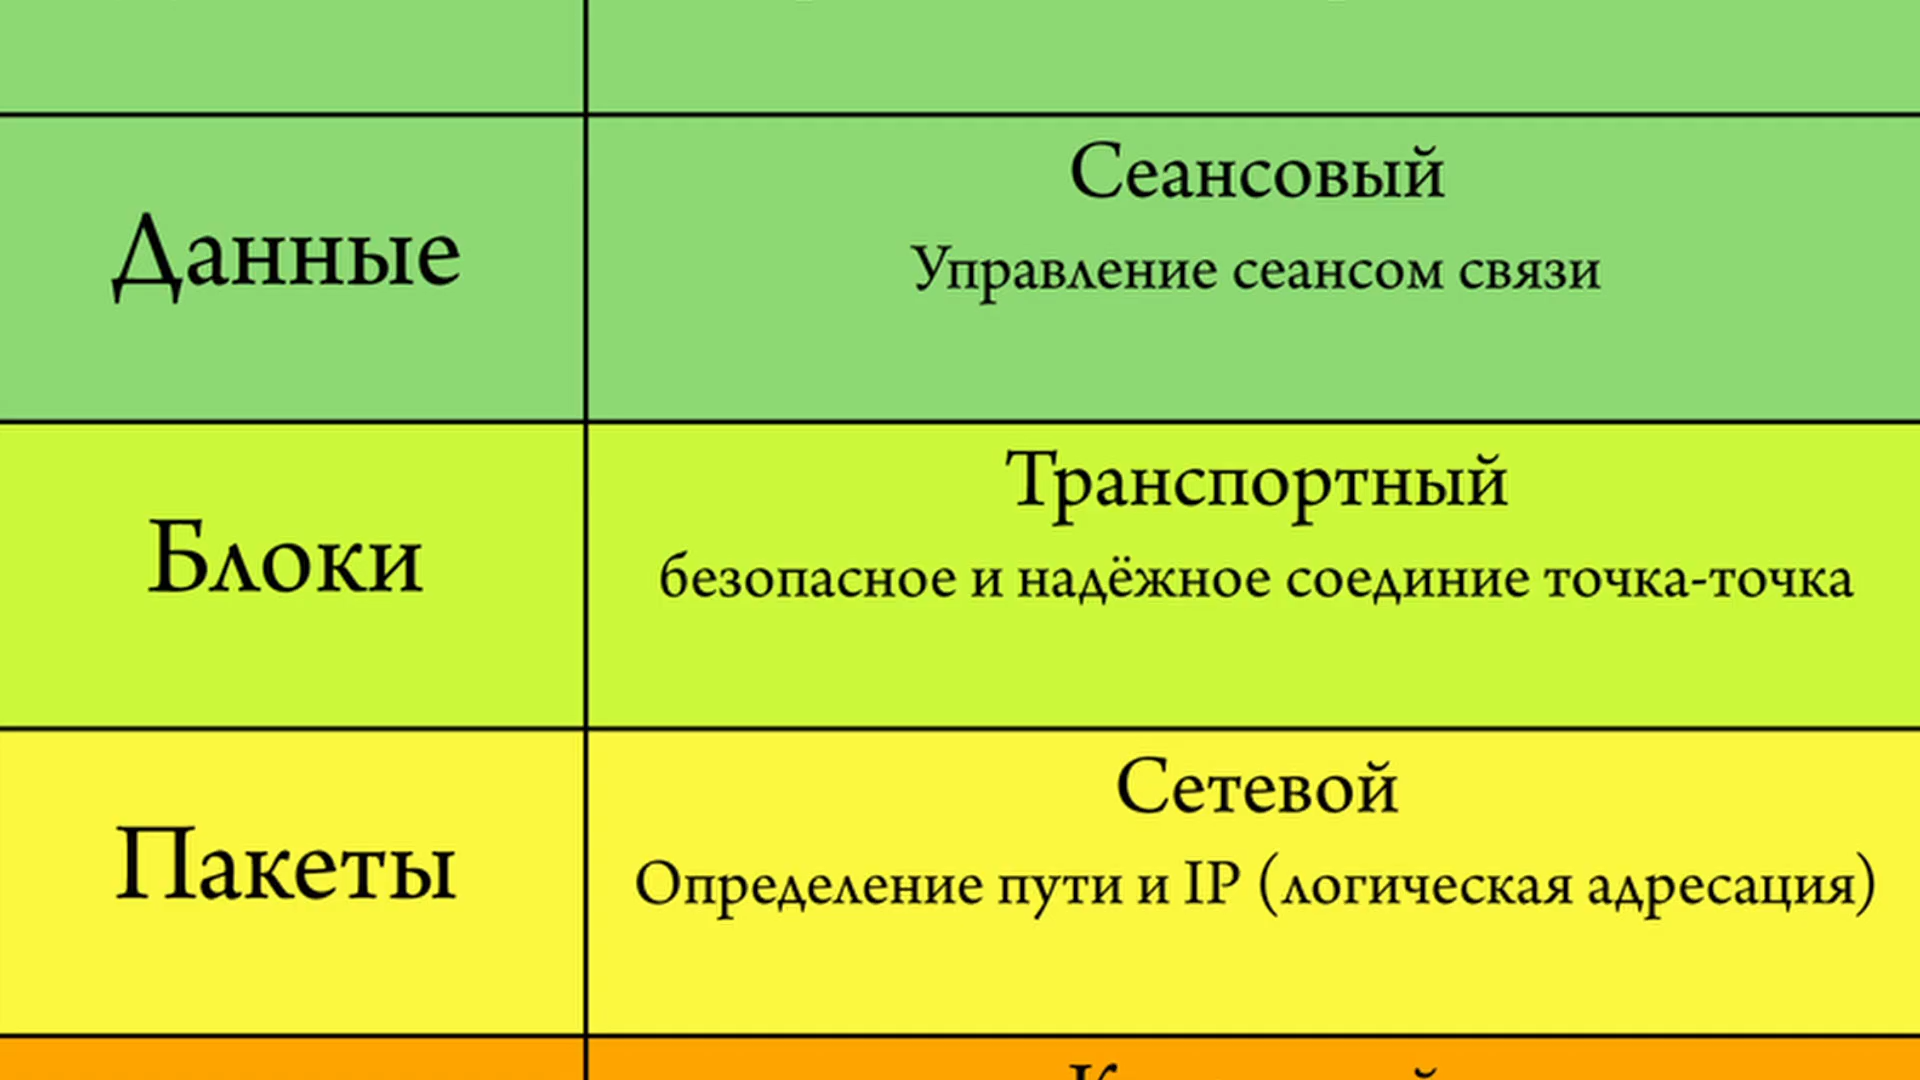 Данные
Сеансовый
Управление сеансом связи
Блоки
Транспортный
безопасное и надёжное соединие точка-точка
Пакеты
Сетевой
Определение пути и IP (логическая адресация)